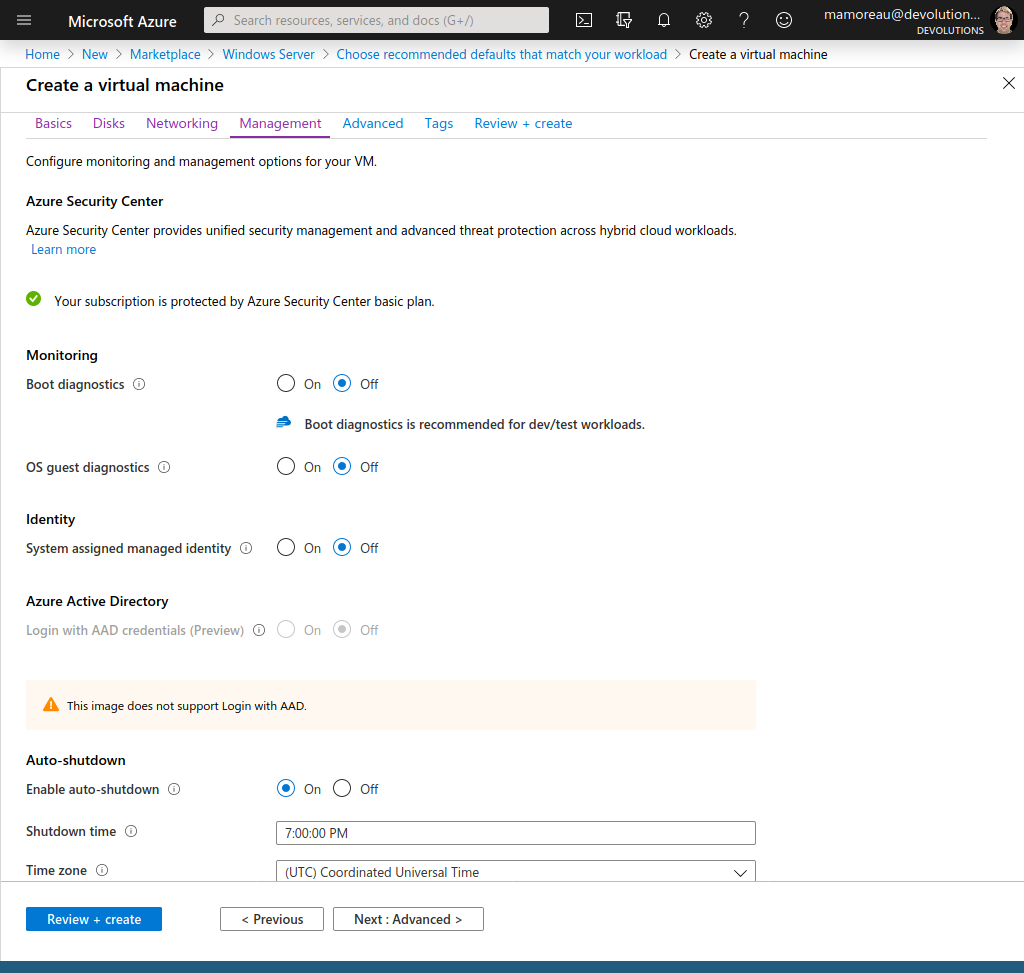 Microsoft Azure
Search resources, services, and docs (G+/)
mamoreau@devolution...
DEVOLUTIONS
Home > New > Marketplace > Windows Server > Choose recommended defaults that match your workload > Create a virtual machine
Create a virtual machine
Basics Disks Networking Management Advanced Tags Review + create
Configure monitoring and management options for your VM.
Azure Security Center
Azure Security Center provides unified security management and advanced threat protection across hybrid cloud workloads.
Learn more
Your subscription is protected by Azure Security Center basic plan.
Monitoring
Boot diagnostics On Off
Boot diagnostics is recommended for dev/test workloads.
OS guest diagnostics On Off
Identity
System assigned managed identity On Off
Azure Active Directory
Login with AAD credentials (Preview) On Off
This image does not support Login with AAD.
Auto-shutdown
Enable auto-shutdown On Off
Shutdown time 7:00:00 PM
Time zone (UTC) Coordinated Universal Time
Review + create < Previous Next : Advanced >